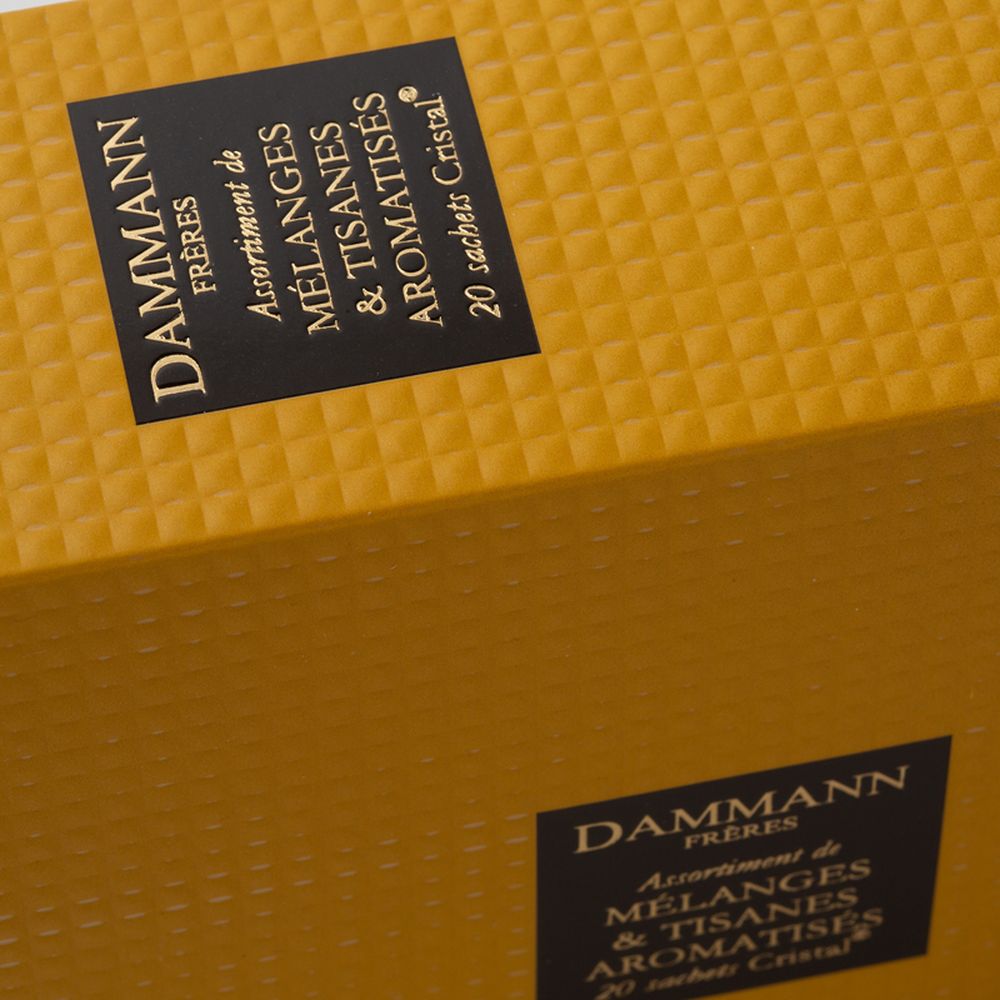 DAMMANN
FRÈRES
Assortiment de
MÉLANGES
& TISANES
AROMATISÉS
20 sachets Cristal®
DAMMANN
FRÈRES
Assortiment de
MÉLANGES
& TISANES
AROMATISÉS
20 sachets Cristal®